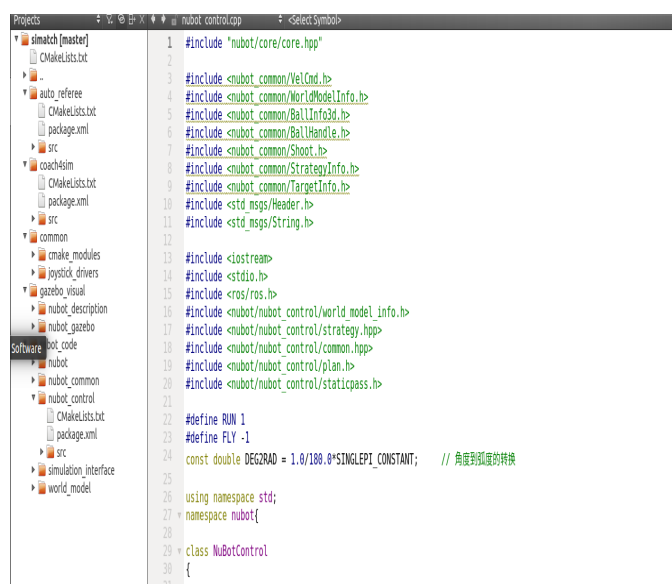 Projects
nubot control.cpp
<Select Symbol>
simatch [master]
CMakeLists.txt
..
auto_referee
CMakeLists.txt
package.xml
src
coach4sim
CMakeLists.txt
package.xml
src
common
cmake_modules
joystick_drivers
gazebo_visual
nubot_description
nubot_gazebo
Software
bot_code
nubot
nubot_common
nubot_control
CMakeLists.txt
package.xml
src
simulation_interface
world_model
1 #include "nubot/core/core.hpp"
2
3 #include <nubot_common/VelCmd.h>
4 #include <nubot_common/WorldModelInfo.h>
5 #include <nubot_common/BallInfo3d.h>
6 #include <nubot_common/BallHandle.h>
7 #include <nubot_common/Shoot.h>
8 #include <nubot_common/StrategyInfo.h>
9 #include <nubot_common/TargetInfo.h>
10 #include <std_msgs/Header.h>
11 #include <std_msgs/String.h>
12
13 #include <iostream>
14 #include <stdio.h>
15 #include <ros/ros.h>
16 #include <nubot/nubot_control/world_model_info.h>
17 #include <nubot/nubot_control/strategy.hpp>
18 #include <nubot/nubot_control/common.hpp>
19 #include <nubot/nubot_control/plan.h>
20 #include <nubot/nubot_control/staticpass.h>
21
22 #define RUN 1
23 #define FLY -1
24 const double DEG2RAD = 1.0/180.0*SINGLEPI_CONSTANT; // 角度到弧度的转换
25
26 using namespace std;
27 namespace nubot{
28
29 class NuBotControl
30 {